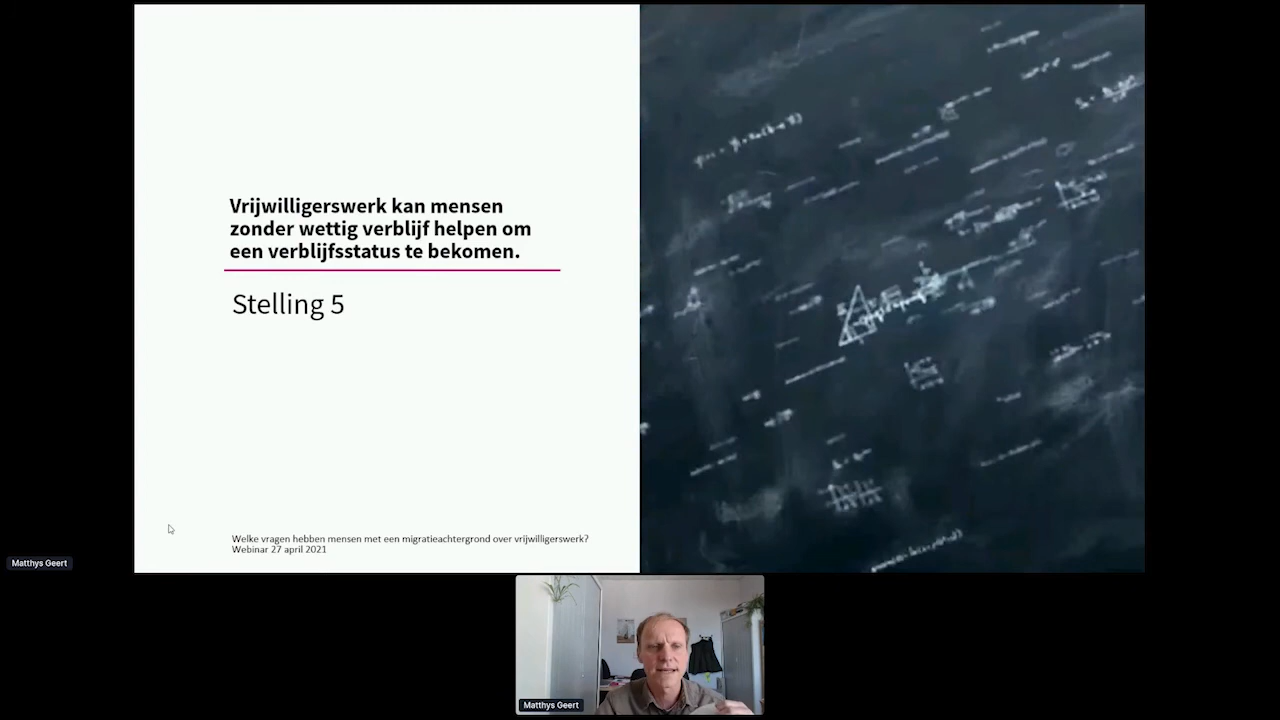 Vrijwilligerswerk kan mensen
zonder wettig verblijf helpen om
een verblijfsstatus te bekomen.
Stelling 5
Welke vragen hebben mensen met een migratieachtergrond over vrijwilligerswerk?
Webinar 27 april 2021
Matthys Geert
Matthys Geert